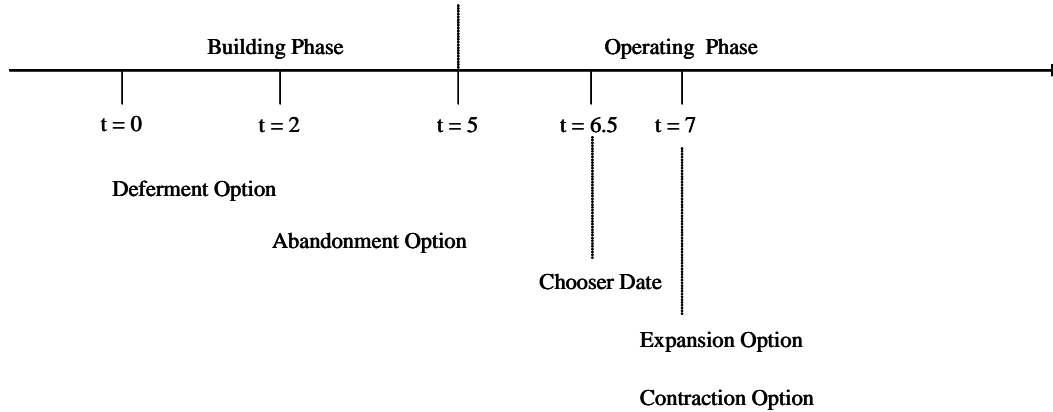 Building Phase Operating Phase
t = 0 t = 2 t = 5 t = 6.5 t = 7
Deferment Option
Abandonment Option
Chooser Date
Expansion Option
Contraction Option